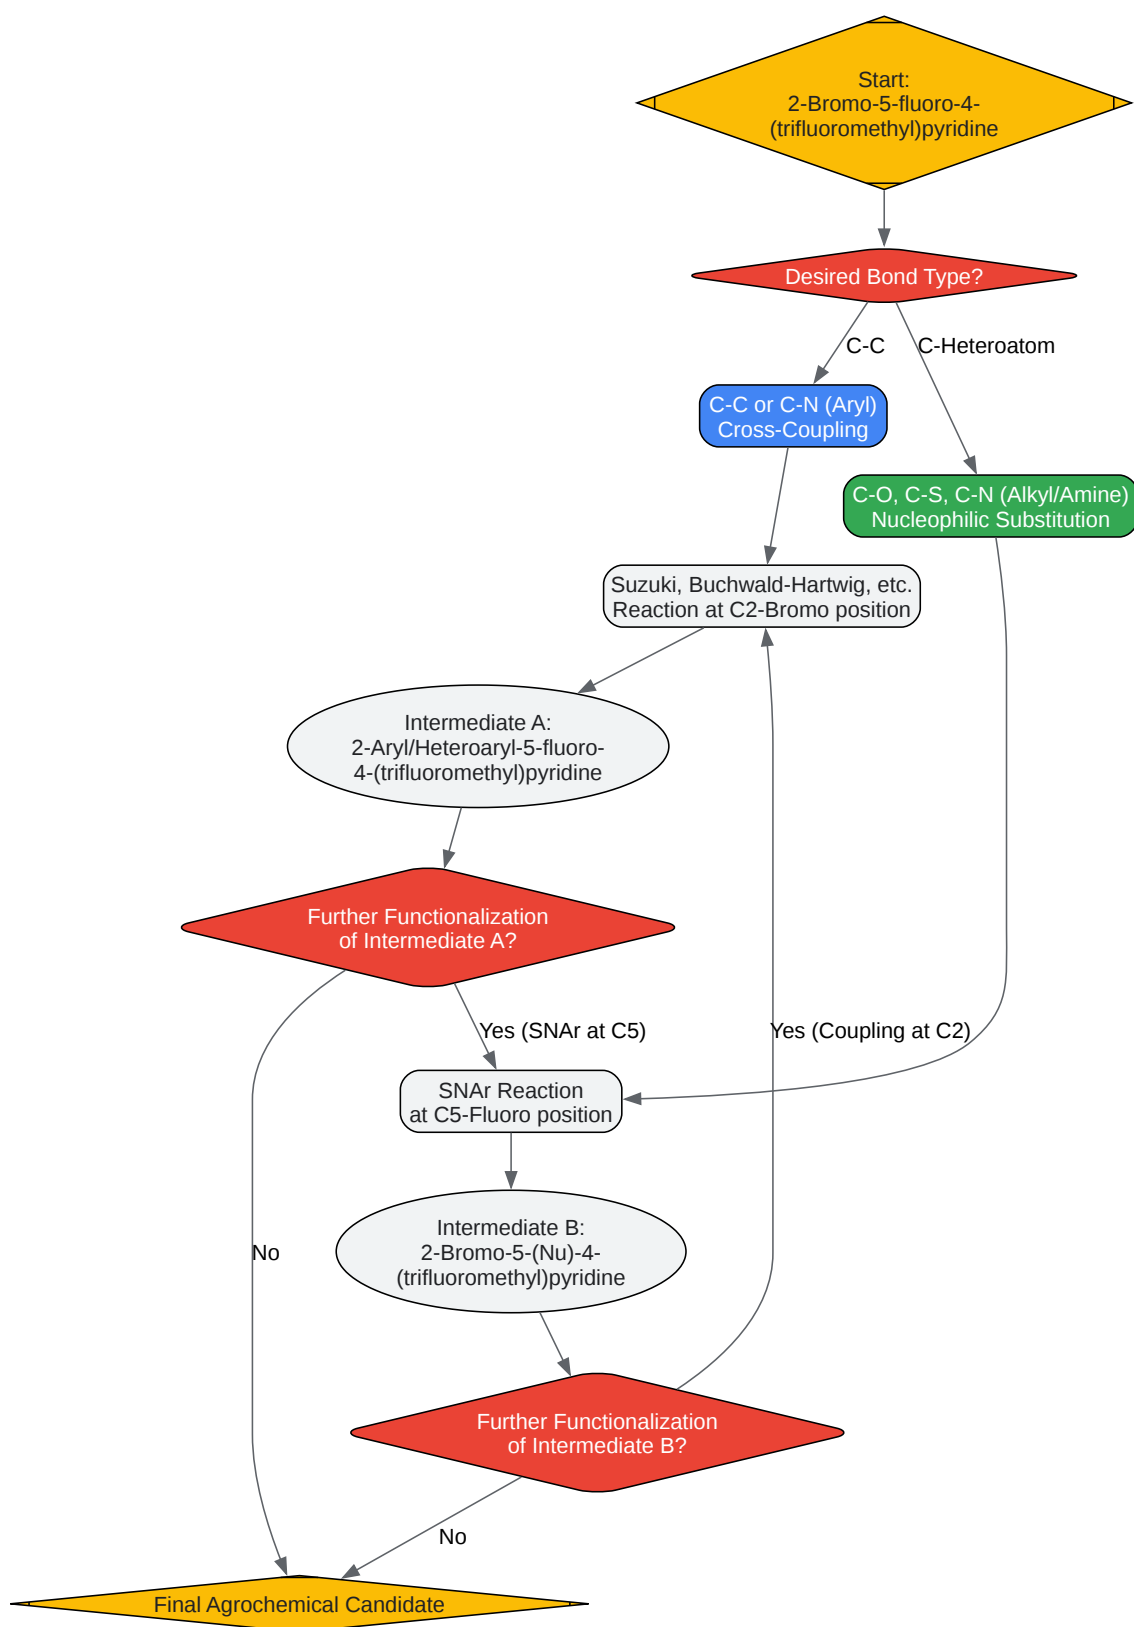 Start:
2-Bromo-5-fluoro-4-
(trifluoromethyl)pyridine
Desired Bond Type?
C-C
C-Heteroatom
C-C or C-N (Aryl)
Cross-Coupling
C-O, C-S, C-N (Alkyl/Amine)
Nucleophilic Substitution
Suzuki, Buchwald-Hartwig, etc.
Reaction at C2-Bromo position
Intermediate A:
2-Aryl/Heteroaryl-5-fluoro-
4-(trifluoromethyl)pyridine
Further Functionalization
of Intermediate A?
Yes (SNAr at C5)
Yes (Coupling at C2)
SNAr Reaction
at C5-Fluoro position
Intermediate B:
2-Bromo-5-(Nu)-4-
(trifluoromethyl)pyridine
No
Further Functionalization
of Intermediate B?
No
Final Agrochemical Candidate